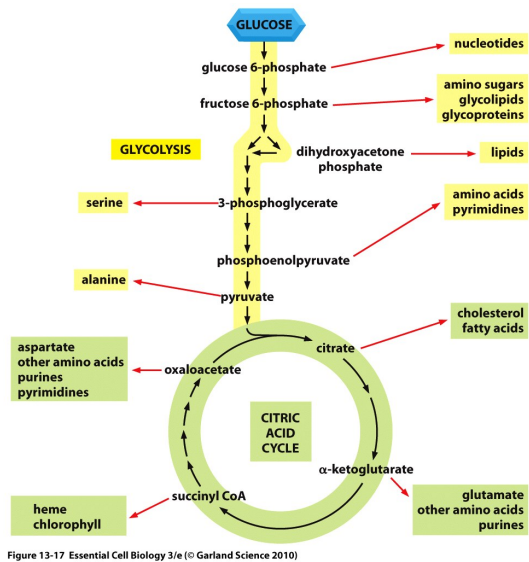 GLUCOSE
nucleotides
glucose 6-phosphate
amino sugars
glycolipids
glycoproteins
fructose 6-phosphate
GLYCOLYSIS
dihydroxyacetone
phosphate
lipids
serine
3-phosphoglycerate
amino acids
pyrimidines
phosphoenolpyruvate
alanine
pyruvate
cholesterol
fatty acids
aspartate
other amino acids
purines
pyrimidines
oxaloacetate
citrate
CITRIC
ACID
CYCLE
α-ketoglutarate
succinyl CoA
heme
chlorophyll
glutamate
other amino acids
purines
Figure 13-17 Essential Cell Biology 3/e (© Garland Science 2010)